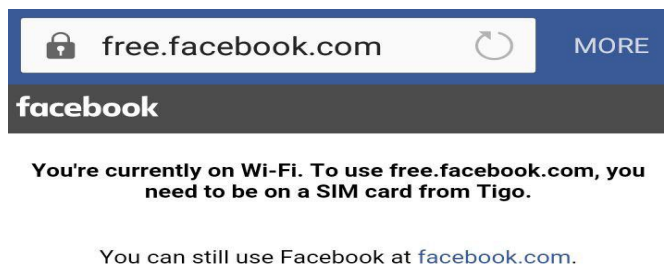 free.facebook.com MORE
facebook
You're currently on Wi-Fi. To use free.facebook.com, you
need to be on a SIM card from Tigo.
You can still use Facebook at facebook.com.